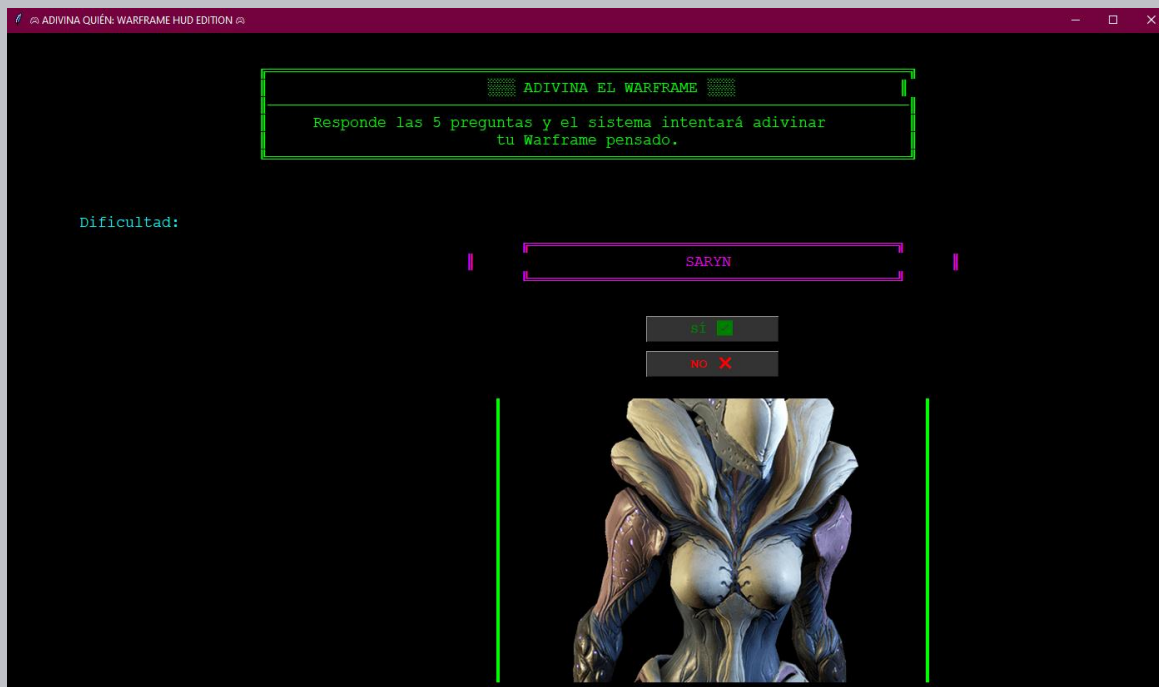 ADIVINA QUIÉN: WARFRAME HUD EDITION
░░░ ADIVINA EL WARFRAME ░░░
Responde las 5 preguntas y el sistema intentará adivinar
tu Warframe pensado.
Dificultad:
SARYN
sí ✅
NO ❌